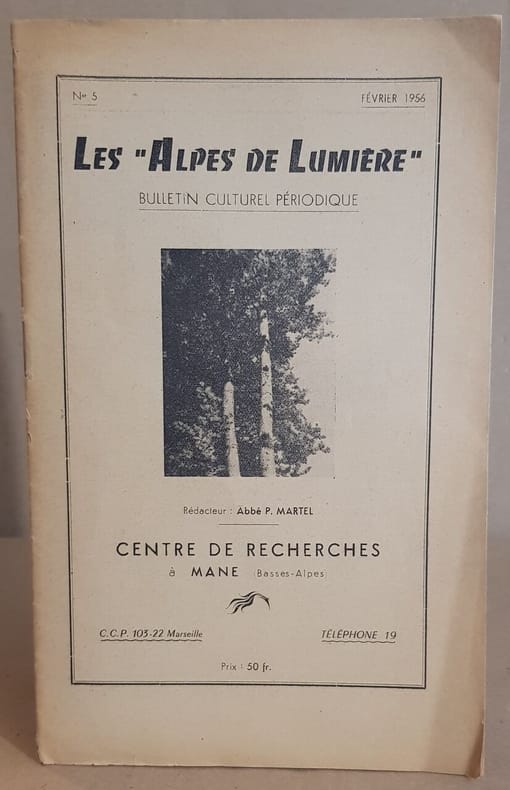 Nº 5
FÉVRIER 1956
LES "ALPES DE LUMIÈRE"
BULLETIN CULTUREL PÉRIODIQUE
Rédacteur : Abbé P. MARTEL
CENTRE DE RECHERCHES
à MANE (Basses-Alpes)
C.C.P. 103-22 Marseille
TÉLÉPHONE 19
Prix : 50 fr.